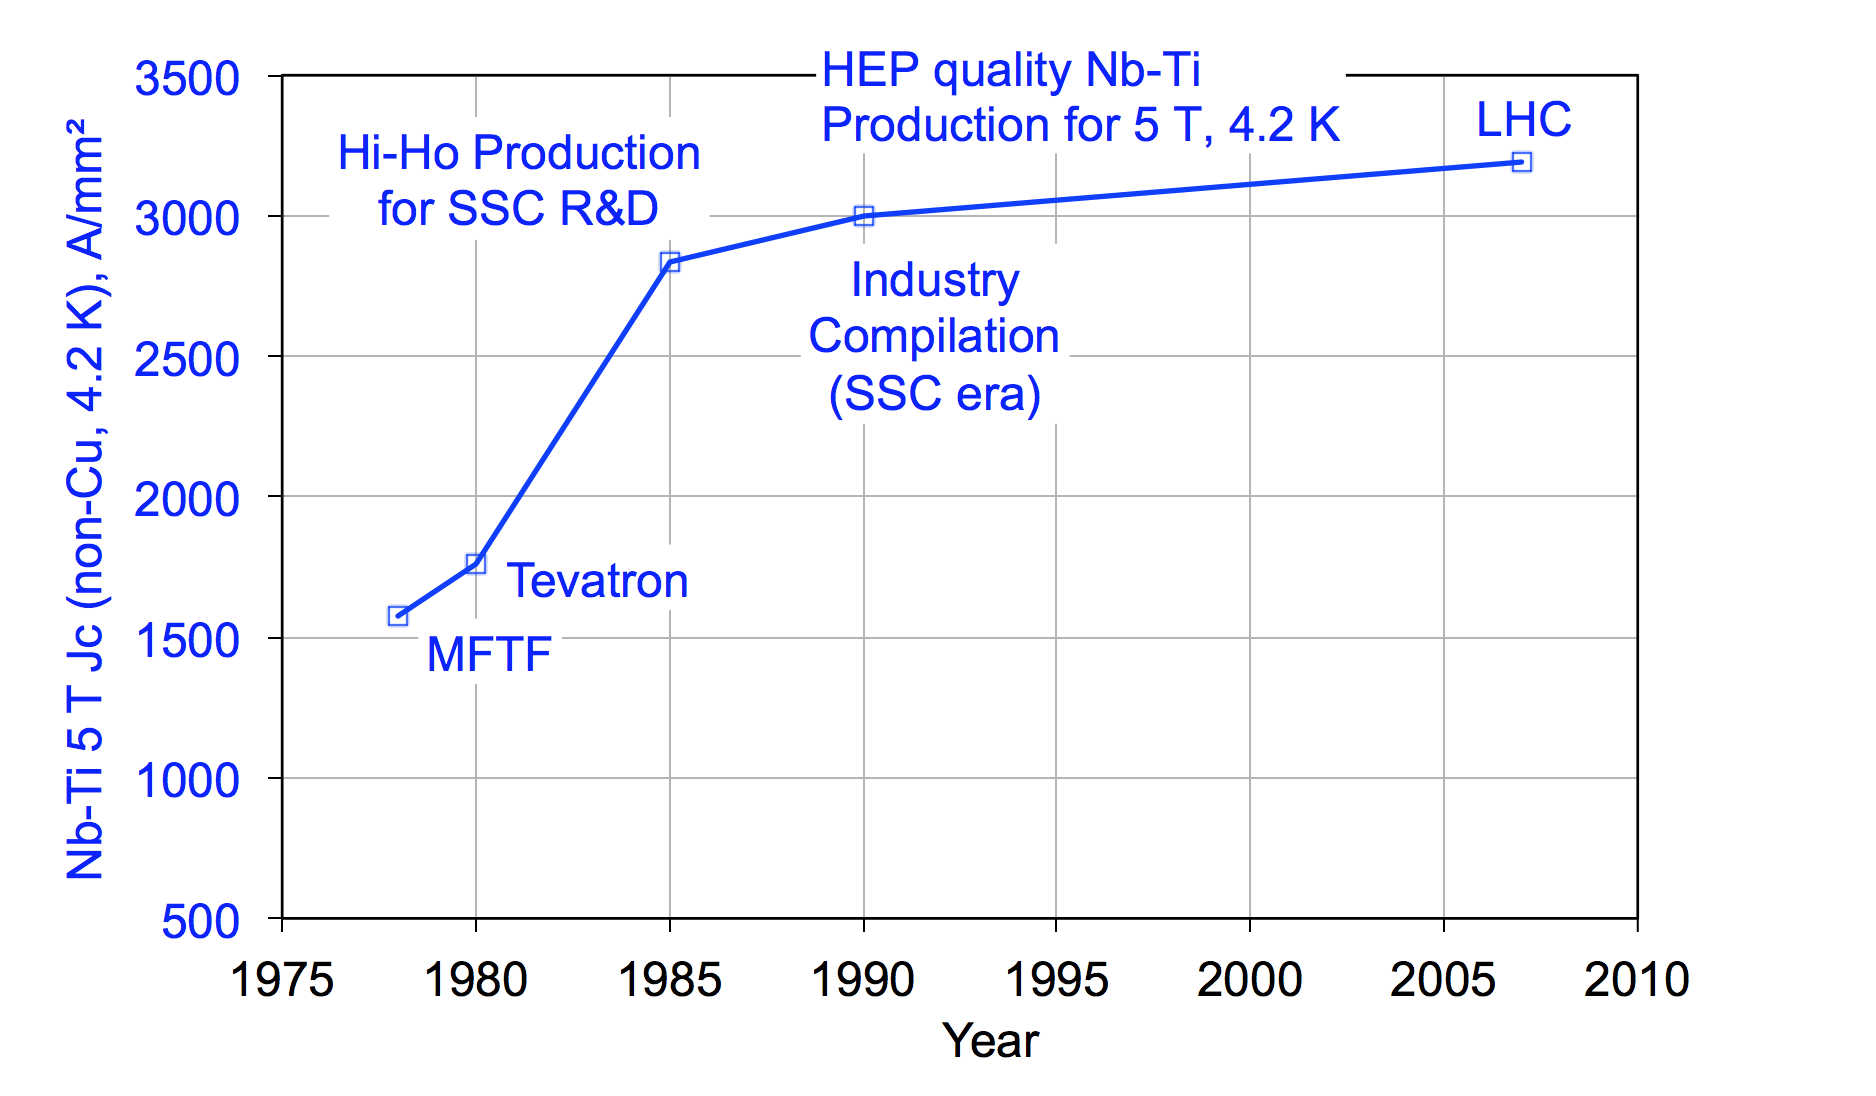 HEP quality Nb-Ti
Production for 5 T, 4.2 K
LHC
Hi-Ho Production
for SSC R&D
Industry
Compilation
(SSC era)
Tevatron
MFTF
Nb-Ti 5 T Jc (non-Cu, 4.2 K), A/mm²
3500
3000
2500
2000
1500
1000
500
1975 1980 1985 1990 1995 2000 2005 2010
Year